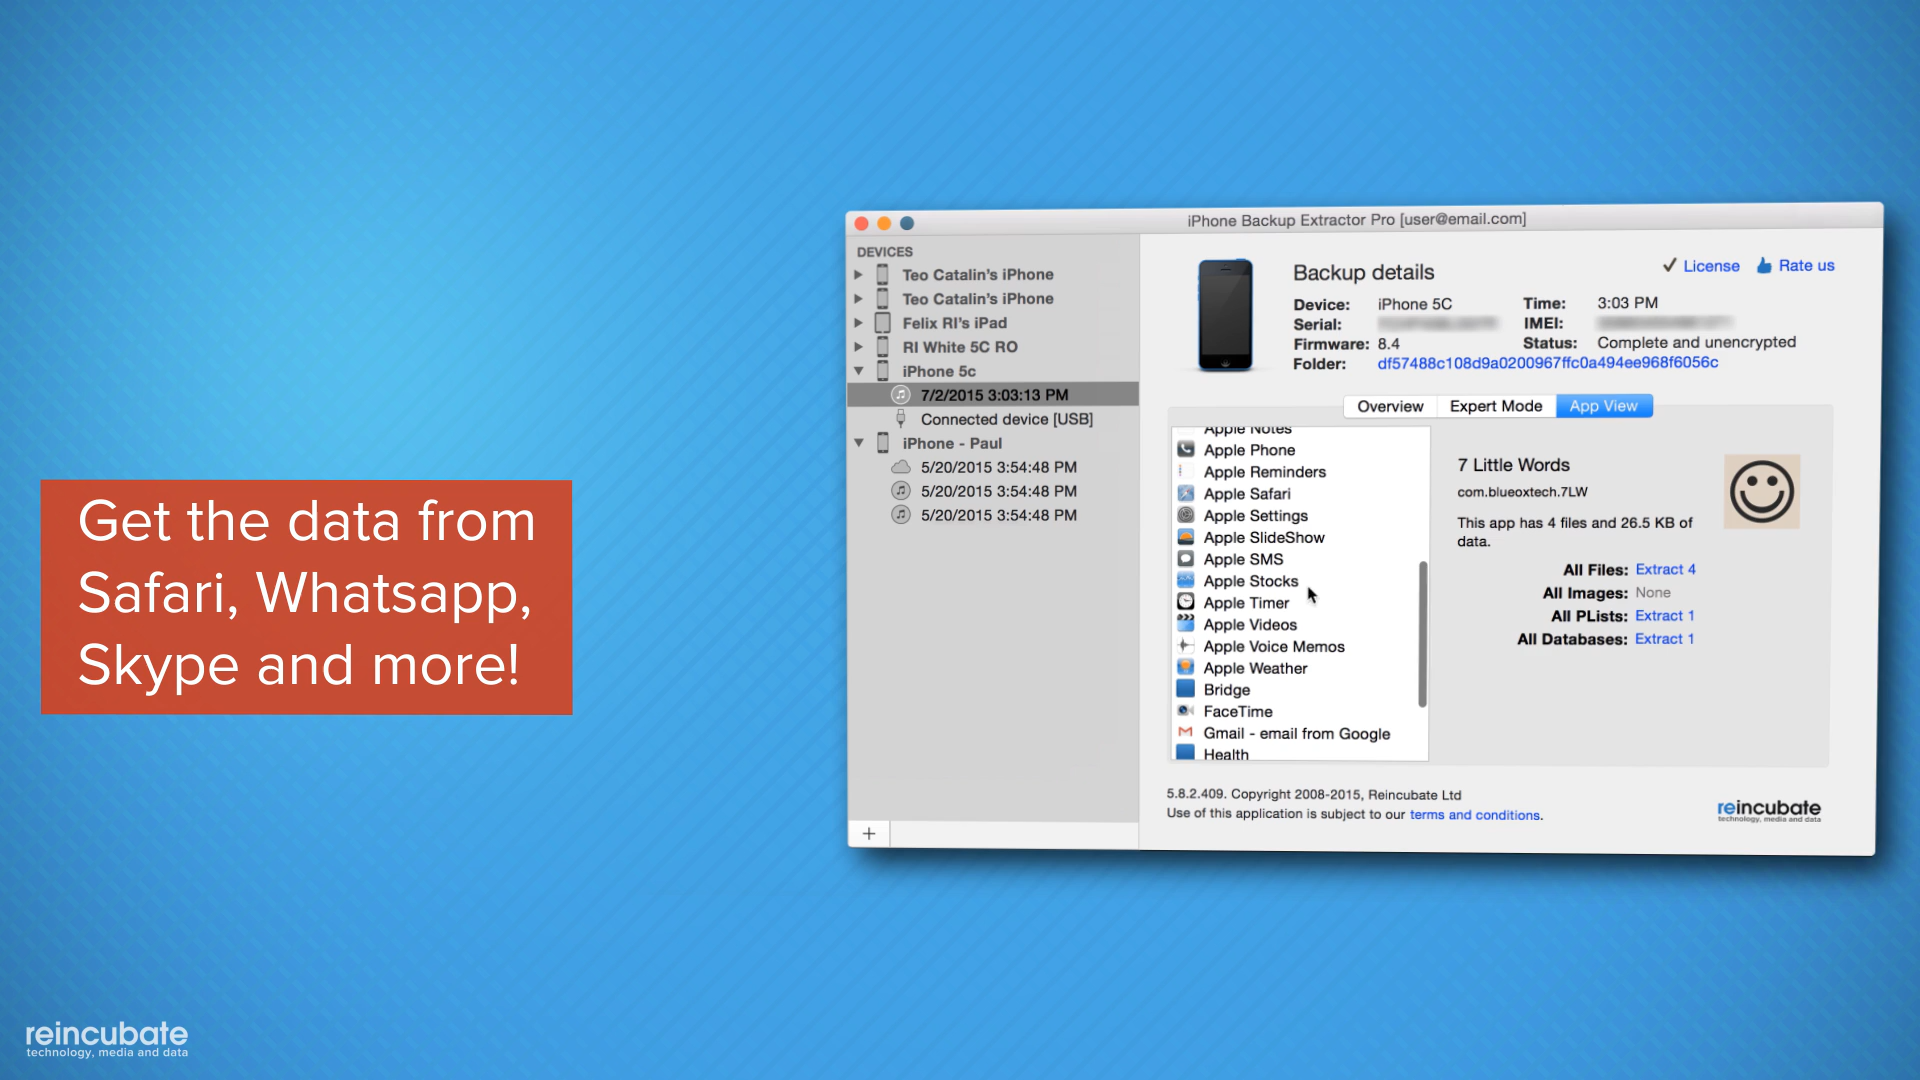 Get the data from
Safari, Whatsapp,
Skype and more!
reincubate
technology, media and data
iPhone Backup Extractor Pro [user@email.com]
DEVICES
Teo Catalin's iPhone
Teo Catalin's iPhone
Felix RI's iPad
RI White 5C RO
iPhone 5c
7/2/2015 3:03:13 PM
Connected device [USB]
iPhone - Paul
5/20/2015 3:54:48 PM
5/20/2015 3:54:48 PM
5/20/2015 3:54:48 PM
+
Backup details
License
Rate us
Device: iPhone 5C Time: 3:03 PM
Serial: IMEI:
Firmware: 8.4 Status: Complete and unencrypted
Folder: df57488c108d9a0200967ffc0a494ee968f6056c
Overview Expert Mode App View
Apple Notes
Apple Phone
Apple Reminders
Apple Safari
Apple Settings
Apple SlideShow
Apple SMS
Apple Stocks
Apple Timer
Apple Videos
Apple Voice Memos
Apple Weather
Bridge
FaceTime
Gmail - email from Google
Health
7 Little Words
com.blueoxtech.7LW
This app has 4 files and 26.5 KB of
data.
All Files: Extract 4
All Images: None
All PLists: Extract 1
All Databases: Extract 1
5.8.2.409. Copyright 2008-2015, Reincubate Ltd
Use of this application is subject to our terms and conditions.
reincubate
technology, media and data